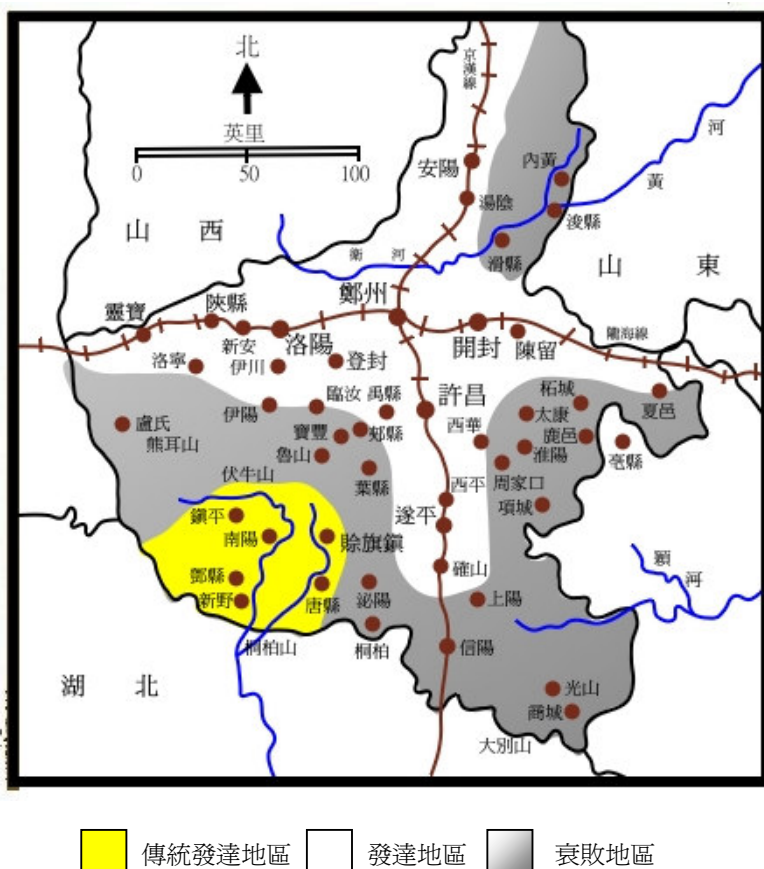 北
英里
0 50 100
京漢線
安陽
湯陰
內黃
浚縣
滑縣
河
黃
山 西
衛 河
山 東
鄭州
靈寶
陝縣
新安
洛陽
開封
陳留
隴海線
洛寧
伊川
登封
許昌
伊陽
臨汝
禹縣
盧氏
熊耳山
寶豐
郟縣
魯山
葉縣
西華
柘城
太康
鹿邑
淮陽
夏邑
亳縣
周家口
項城
伏牛山
西平
遂平
鎮平
南陽
賒旗鎮
鄧縣
新野
唐縣
泌陽
確山
上陽
潁
河
桐柏山
桐柏
信陽
湖 北
光山
商城
大別山
傳統發達地區
發達地區
衰敗地區